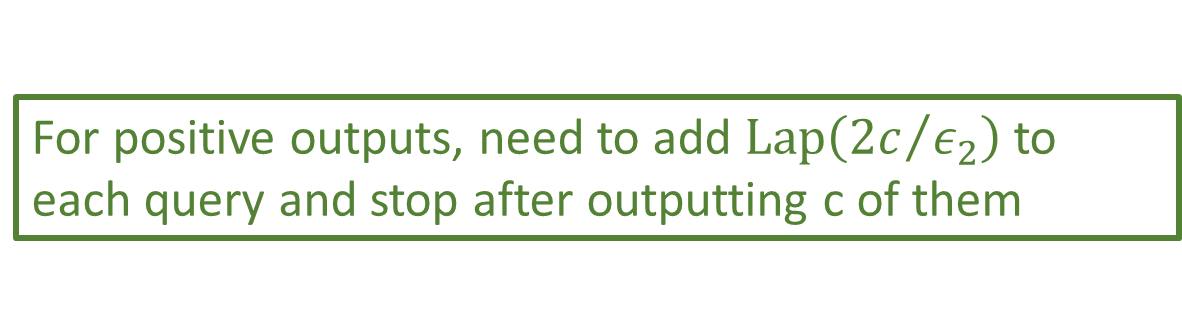 For positive outputs, need to add Lap(2𝑐/𝜖₂) to
each query and stop after outputting c of them